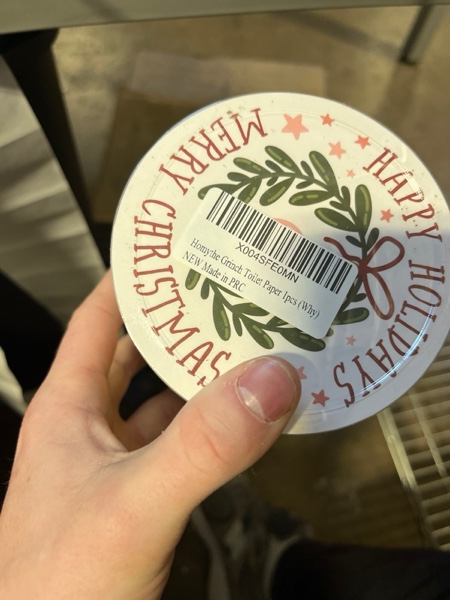 MERRY CHRISTMAS
HAPPY HOLIDAYS
X004SFE0MN
Homythe Grinch Toilet Paper 1pcs (Why)
NEW Made in PRC